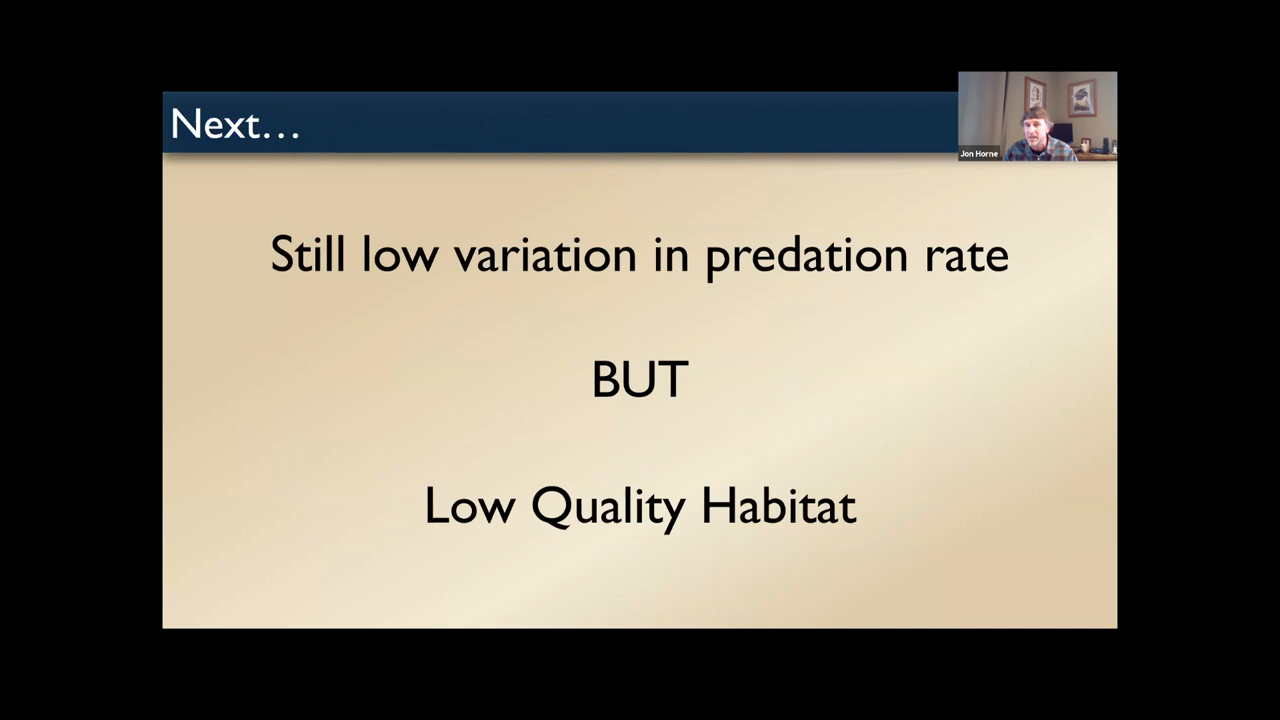 Next...
Jon Horne
Still low variation in predation rate
BUT
Low Quality Habitat